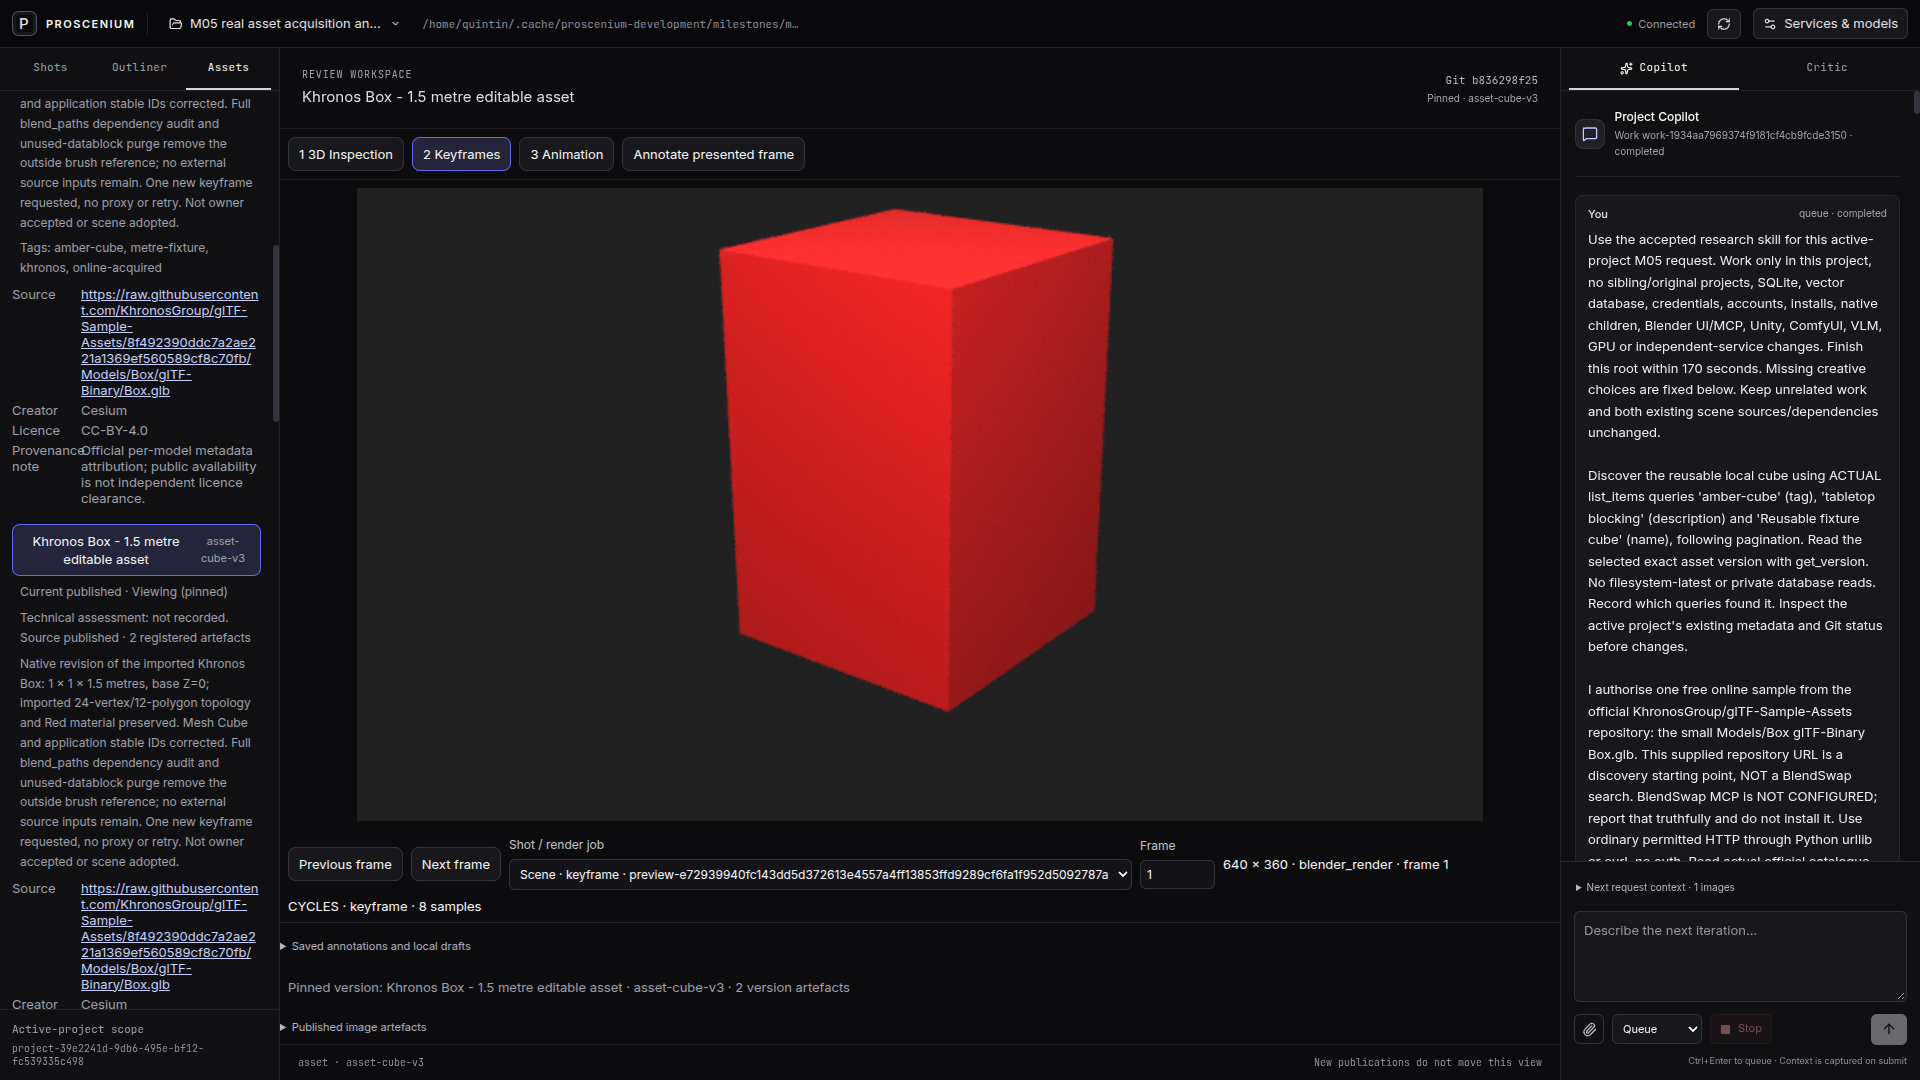 P PROSCENIUM
M05 real asset acquisition an...
/home/quintin/.cache/proscenium-development/milestones/m…
Connected
Services & models
Shots
Outliner
Assets
and application stable IDs corrected. Full
blend_paths dependency audit and
unused-datablock purge remove the
outside brush reference; no external
source inputs remain. One new keyframe
requested, no proxy or retry. Not owner
accepted or scene adopted.
Tags: amber-cube, metre-fixture,
khronos, online-acquired
Source
https://raw.githubuserconten
t.com/KhronosGroup/glTF-
Sample-
Assets/8f492390ddc7a2ae2
21a1369ef560589cf8c70fb/
Models/Box/glTF-
Binary/Box.glb
Creator Cesium
Licence CC-BY-4.0
Provenance note
Official per-model metadata
attribution; public availability
is not independent licence
clearance.
Khronos Box - 1.5 metre
editable asset
asset-
cube-v3
Current published · Viewing (pinned)
Technical assessment: not recorded.
Source published · 2 registered artefacts
Native revision of the imported Khronos
Box: 1 × 1 × 1.5 metres, base Z=0;
imported 24-vertex/12-polygon topology
and Red material preserved. Mesh Cube
and application stable IDs corrected. Full
blend_paths dependency audit and
unused-datablock purge remove the
outside brush reference; no external
source inputs remain. One new keyframe
requested, no proxy or retry. Not owner
accepted or scene adopted.
Source
https://raw.githubuserconten
t.com/KhronosGroup/glTF-
Sample-
Assets/8f492390ddc7a2ae2
21a1369ef560589cf8c70fb/
Models/Box/glTF-
Binary/Box.glb
Creator Cesium
Active-project scope
project-39e2241d-9db6-495e-bf12-
fc539335c498
REVIEW WORKSPACE
Khronos Box - 1.5 metre editable asset
Git b836298f25
Pinned · asset-cube-v3
1 3D Inspection
2 Keyframes
3 Animation
Annotate presented frame
Previous frame
Next frame
Shot / render job
Scene · keyframe · preview-e72939940fc143dd5d372613e4557a4ff13853ffd9289cf6fa1f952d5092787a
Frame
1
640 × 360 · blender_render · frame 1
CYCLES · keyframe · 8 samples
Saved annotations and local drafts
Pinned version: Khronos Box - 1.5 metre editable asset · asset-cube-v3 · 2 version artefacts
Published image artefacts
asset · asset-cube-v3
New publications do not move this view
Copilot
Critic
Project Copilot
Work work-1934aa7969374f9181cf4cb9fcde3150 ·
completed
You
queue · completed
Use the accepted research skill for this active-
project M05 request. Work only in this project,
no sibling/original projects, SQLite, vector
database, credentials, accounts, installs, native
children, Blender UI/MCP, Unity, ComfyUI, VLM,
GPU or independent-service changes. Finish
this root within 170 seconds. Missing creative
choices are fixed below. Keep unrelated work
and both existing scene sources/dependencies
unchanged.
Discover the reusable local cube using ACTUAL
list_items queries 'amber-cube' (tag), 'tabletop
blocking' (description) and 'Reusable fixture
cube' (name), following pagination. Read the
selected exact asset version with get_version.
No filesystem-latest or private database reads.
Record which queries found it. Inspect the
active project's existing metadata and Git status
before changes.
I authorise one free online sample from the
official KhronosGroup/glTF-Sample-Assets
repository: the small Models/Box glTF-Binary
Box.glb. This supplied repository URL is a
discovery starting point, NOT a BlendSwap
search. BlendSwap MCP is NOT CONFIGURED;
report that truthfully and do not install it. Use
ordinary permitted HTTP through Python urllib
or curl, no auth. Read actual official catalogue
Next request context · 1 images
Describe the next iteration...
Queue
Stop
Ctrl+Enter to queue · Context is captured on submit